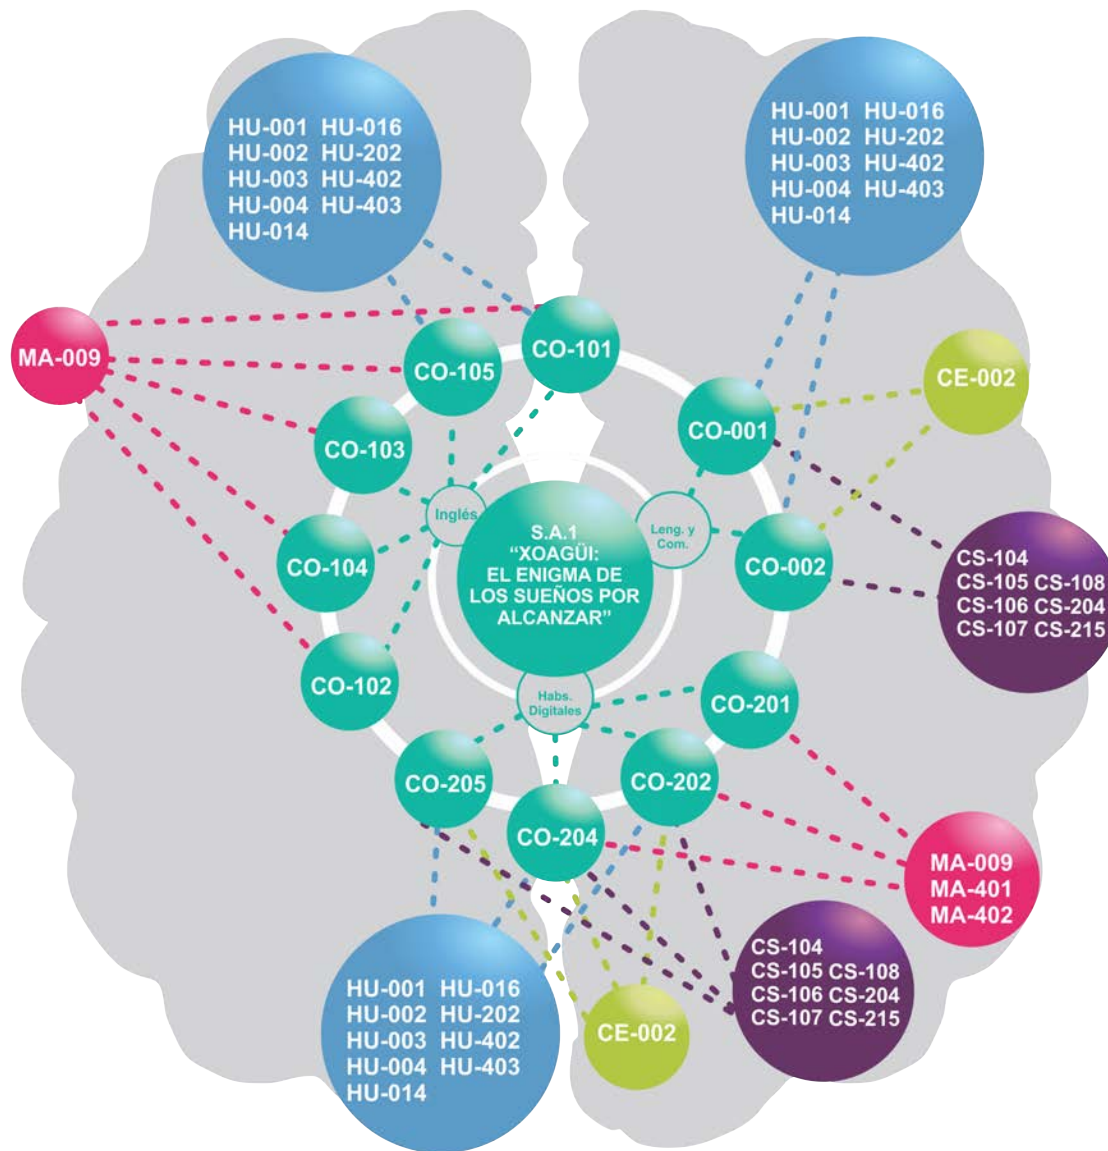 HU-001 HU-016
HU-002 HU-202
HU-003 HU-402
HU-004 HU-403
HU-014
HU-001 HU-016
HU-002 HU-202
HU-003 HU-402
HU-004 HU-403
HU-014
MA-009
CO-105
CO-101
CO-103
CO-001
CE-002
Inglés
S.A.1
“XOAGÜI:
EL ENIGMA DE
LOS SUEÑOS POR
ALCANZAR”
Leng. y
Com.
CO-104
CO-002
CS-104
CS-105 CS-108
CS-106 CS-204
CS-107 CS-215
CO-102
Habs.
Digitales
CO-201
CO-205
CO-202
CO-204
MA-009
MA-401
MA-402
HU-001 HU-016
HU-002 HU-202
HU-003 HU-402
HU-004 HU-403
HU-014
CE-002
CS-104
CS-105 CS-108
CS-106 CS-204
CS-107 CS-215